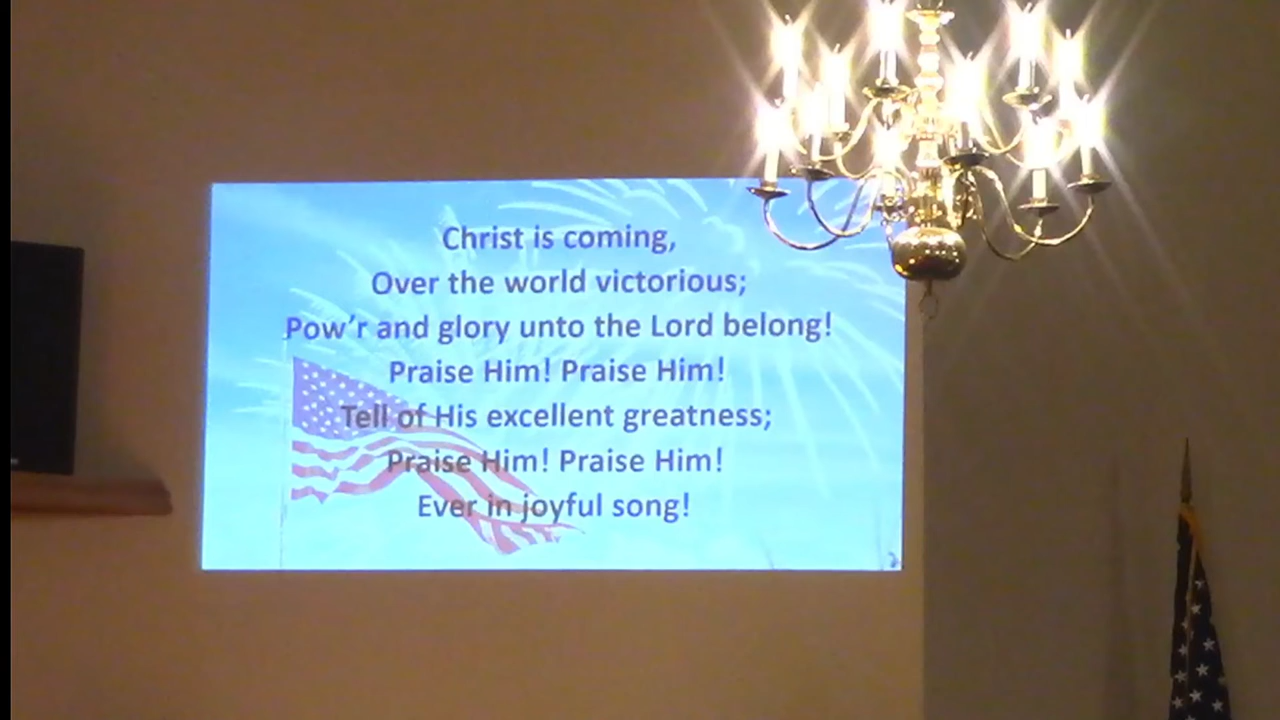 Christ is coming,
Over the world victorious;
Pow’r and glory unto the Lord belong!
Praise Him! Praise Him!
Tell of His excellent greatness;
Praise Him! Praise Him!
Ever in joyful song!